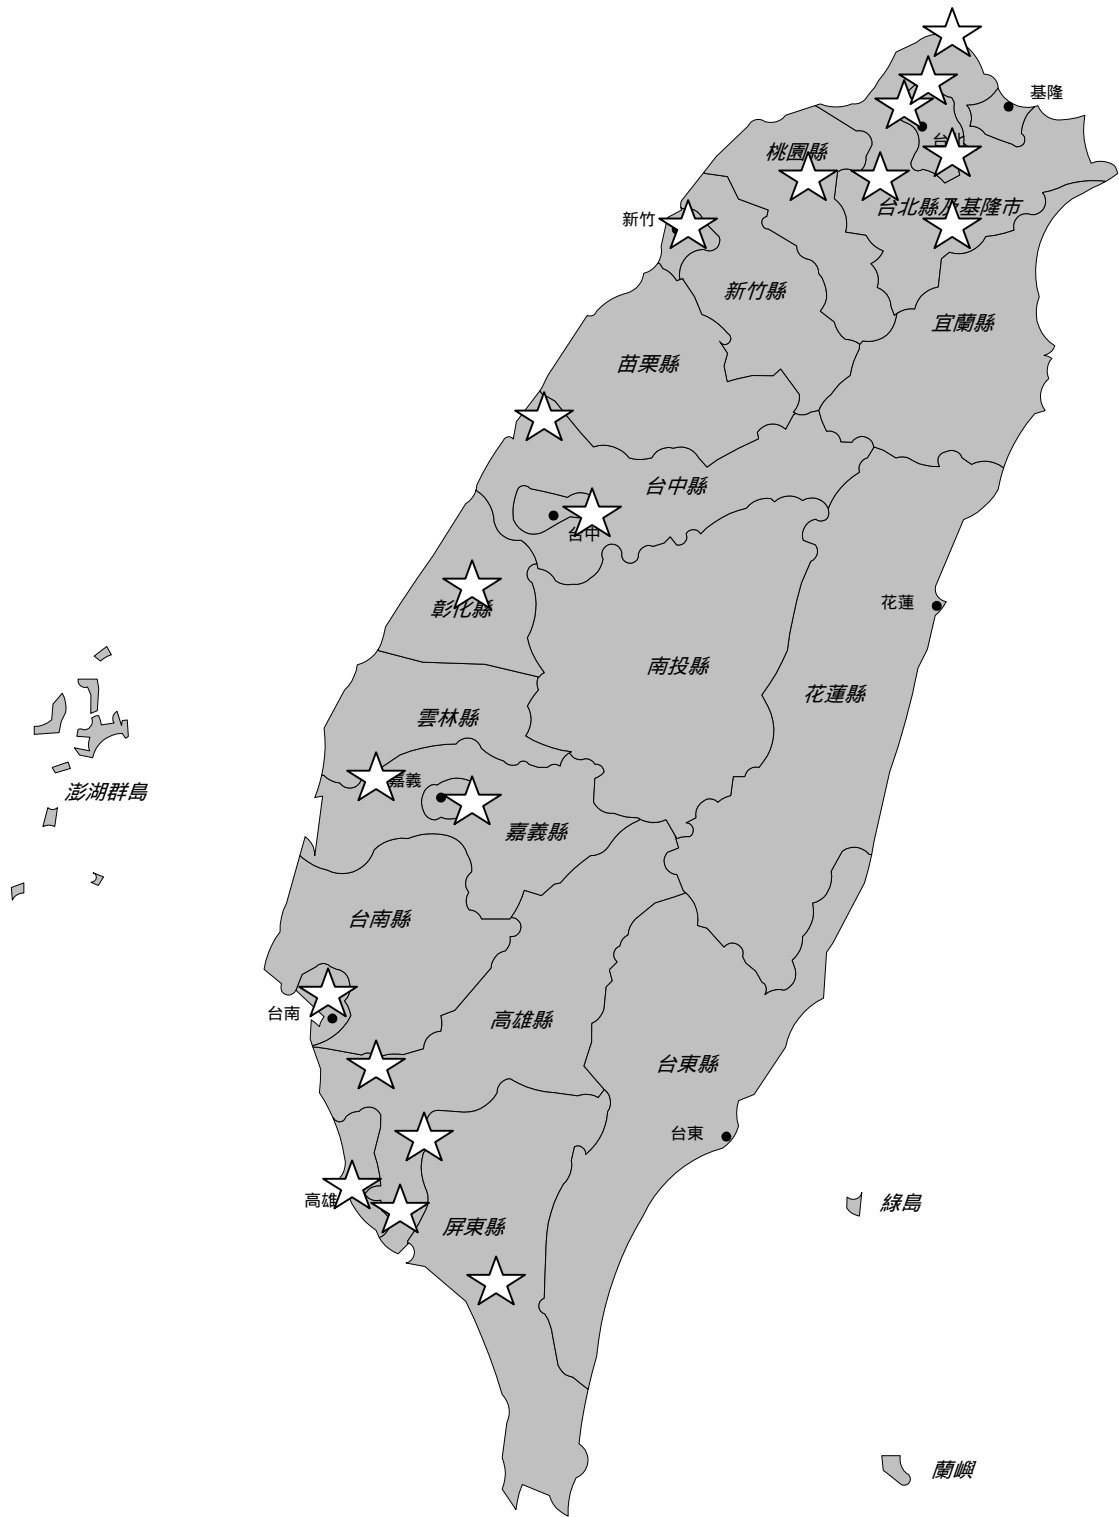 基隆
台北
桃園縣
台北縣及基隆市
新竹
新竹縣
宜蘭縣
苗栗縣
台中縣
台中
花蓮
彰化縣
南投縣
花蓮縣
雲林縣
嘉義
澎湖群島
嘉義縣
台南縣
台南
高雄縣
台東縣
台東
高雄
綠島
屏東縣
蘭嶼